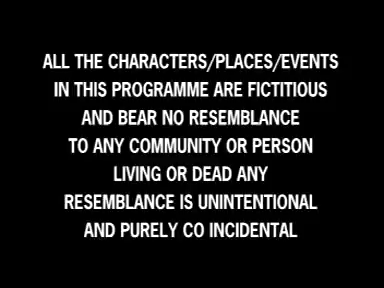 ALL THE CHARACTERS/PLACES/EVENTS
IN THIS PROGRAMME ARE FICTITIOUS
AND BEAR NO RESEMBLANCE
TO ANY COMMUNITY OR PERSON
LIVING OR DEAD ANY
RESEMBLANCE IS UNINTENTIONAL
AND PURELY CO INCIDENTAL